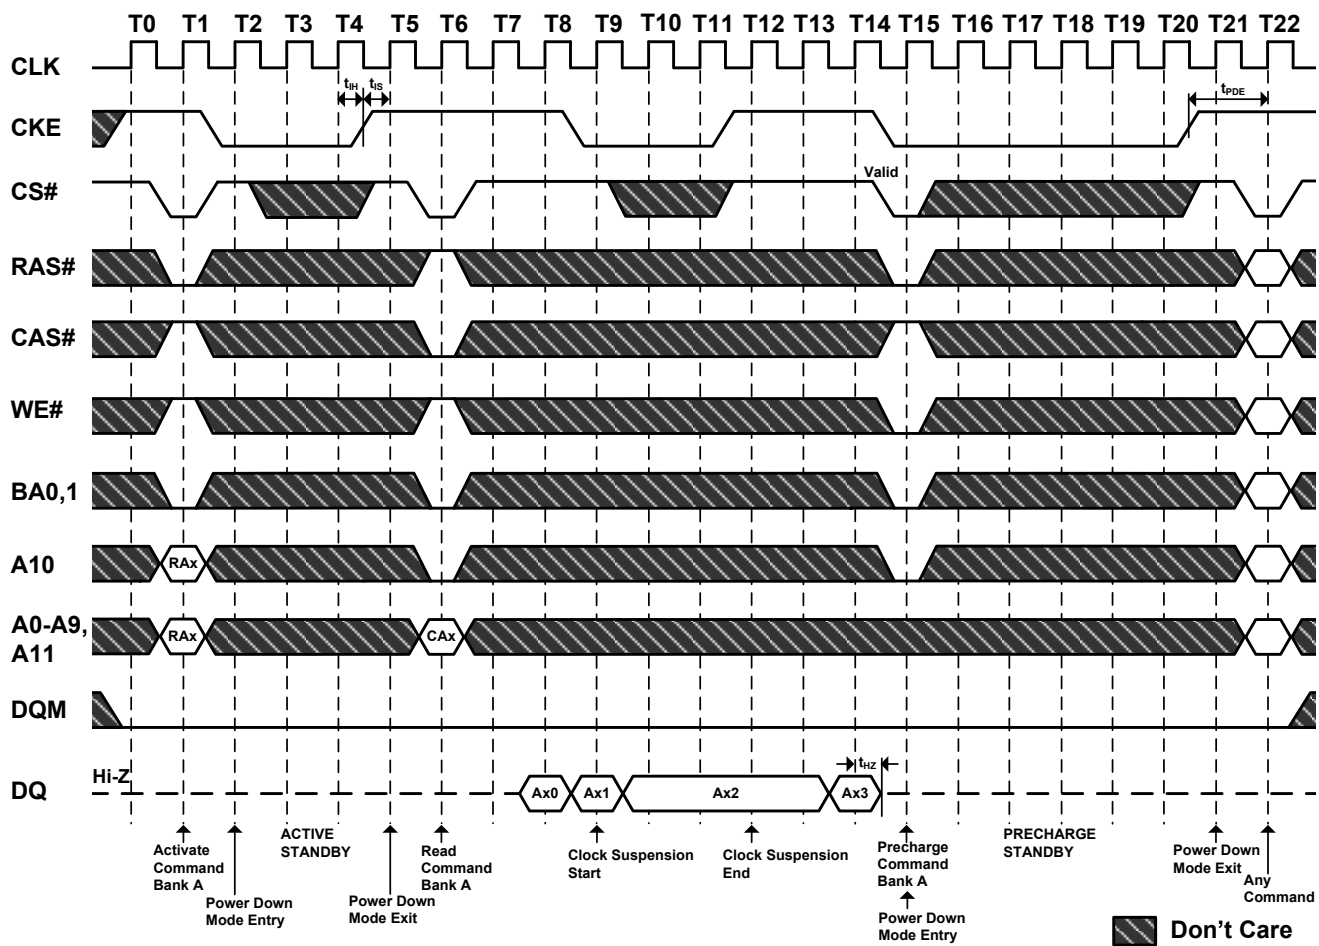 T0 T1 T2 T3 T4 T5 T6 T7 T8 T9 T10 T11 T12 T13 T14 T15 T16 T17 T18 T19 T20 T21 T22
CLK
tIH tIS tPDE
CKE
Valid
CS#
RAS#
CAS#
WE#
BA0,1
A10 RAx
A0-A9,
A11
RAx CAx
DQM
Hi-Z tHZ
DQ Ax0 Ax1 Ax2 Ax3
Activate
Command
Bank A
Power Down
Mode Entry
ACTIVE
STANDBY
Power Down
Mode Exit
Read
Command
Bank A
Clock Suspension
Start
Clock Suspension
End
Precharge
Command
Bank A
Power Down
Mode Entry
PRECHARGE
STANDBY
Power Down
Mode Exit
Any
Command
Don't Care